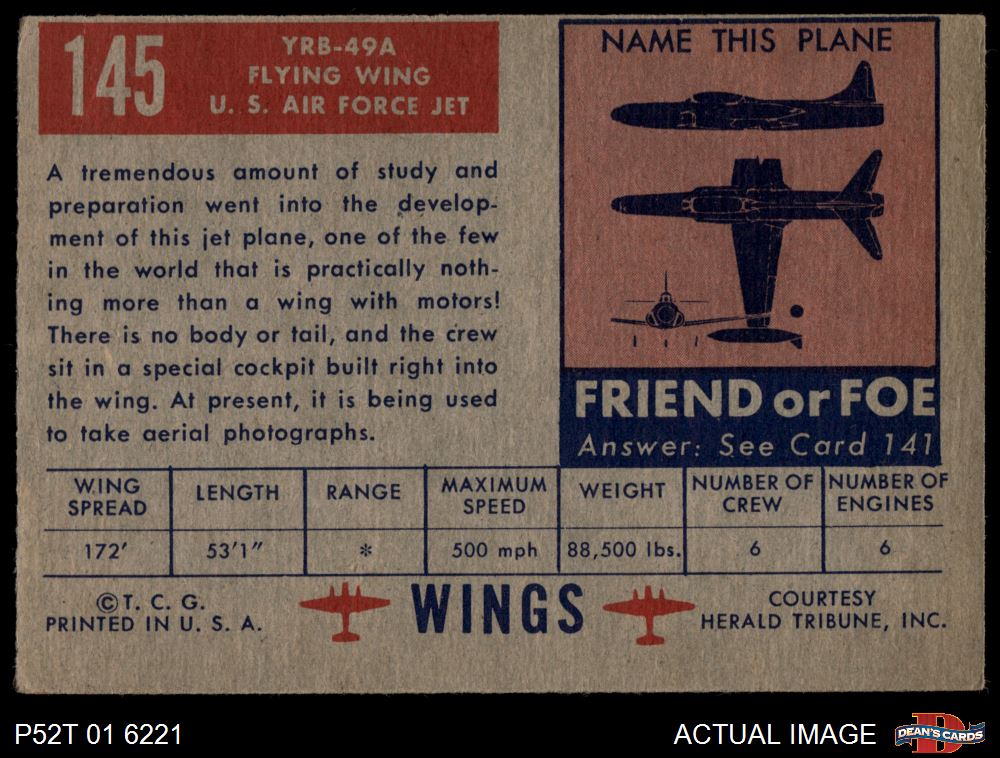 145
YRB-49A
FLYING WING
U. S. AIR FORCE JET
A tremendous amount of study and
preparation went into the develop-
ment of this jet plane, one of the few
in the world that is practically noth-
ing more than a wing with motors!
There is no body or tail, and the crew
sit in a special cockpit built right into
the wing. At present, it is being used
to take aerial photographs.
NAME THIS PLANE
FRIEND or FOE
Answer: See Card 141
WING SPREAD LENGTH RANGE MAXIMUM SPEED WEIGHT NUMBER OF CREW NUMBER OF ENGINES
172' 53'1" * 500 mph 88,500 lbs. 6 6
© T. C. G.
PRINTED IN U. S. A.
WINGS
COURTESY
HERALD TRIBUNE, INC.
P52T 01 6221
ACTUAL IMAGE
D
DEAN'S CARDS